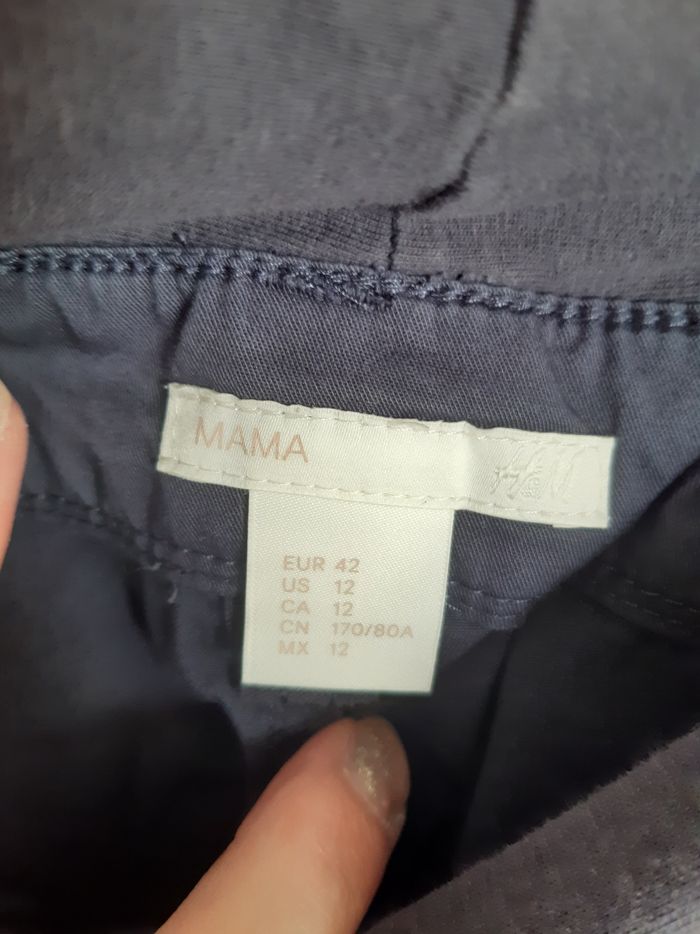 MAMA
H&M
EUR 42
US 12
CA 12
CN 170/80A
MX 12